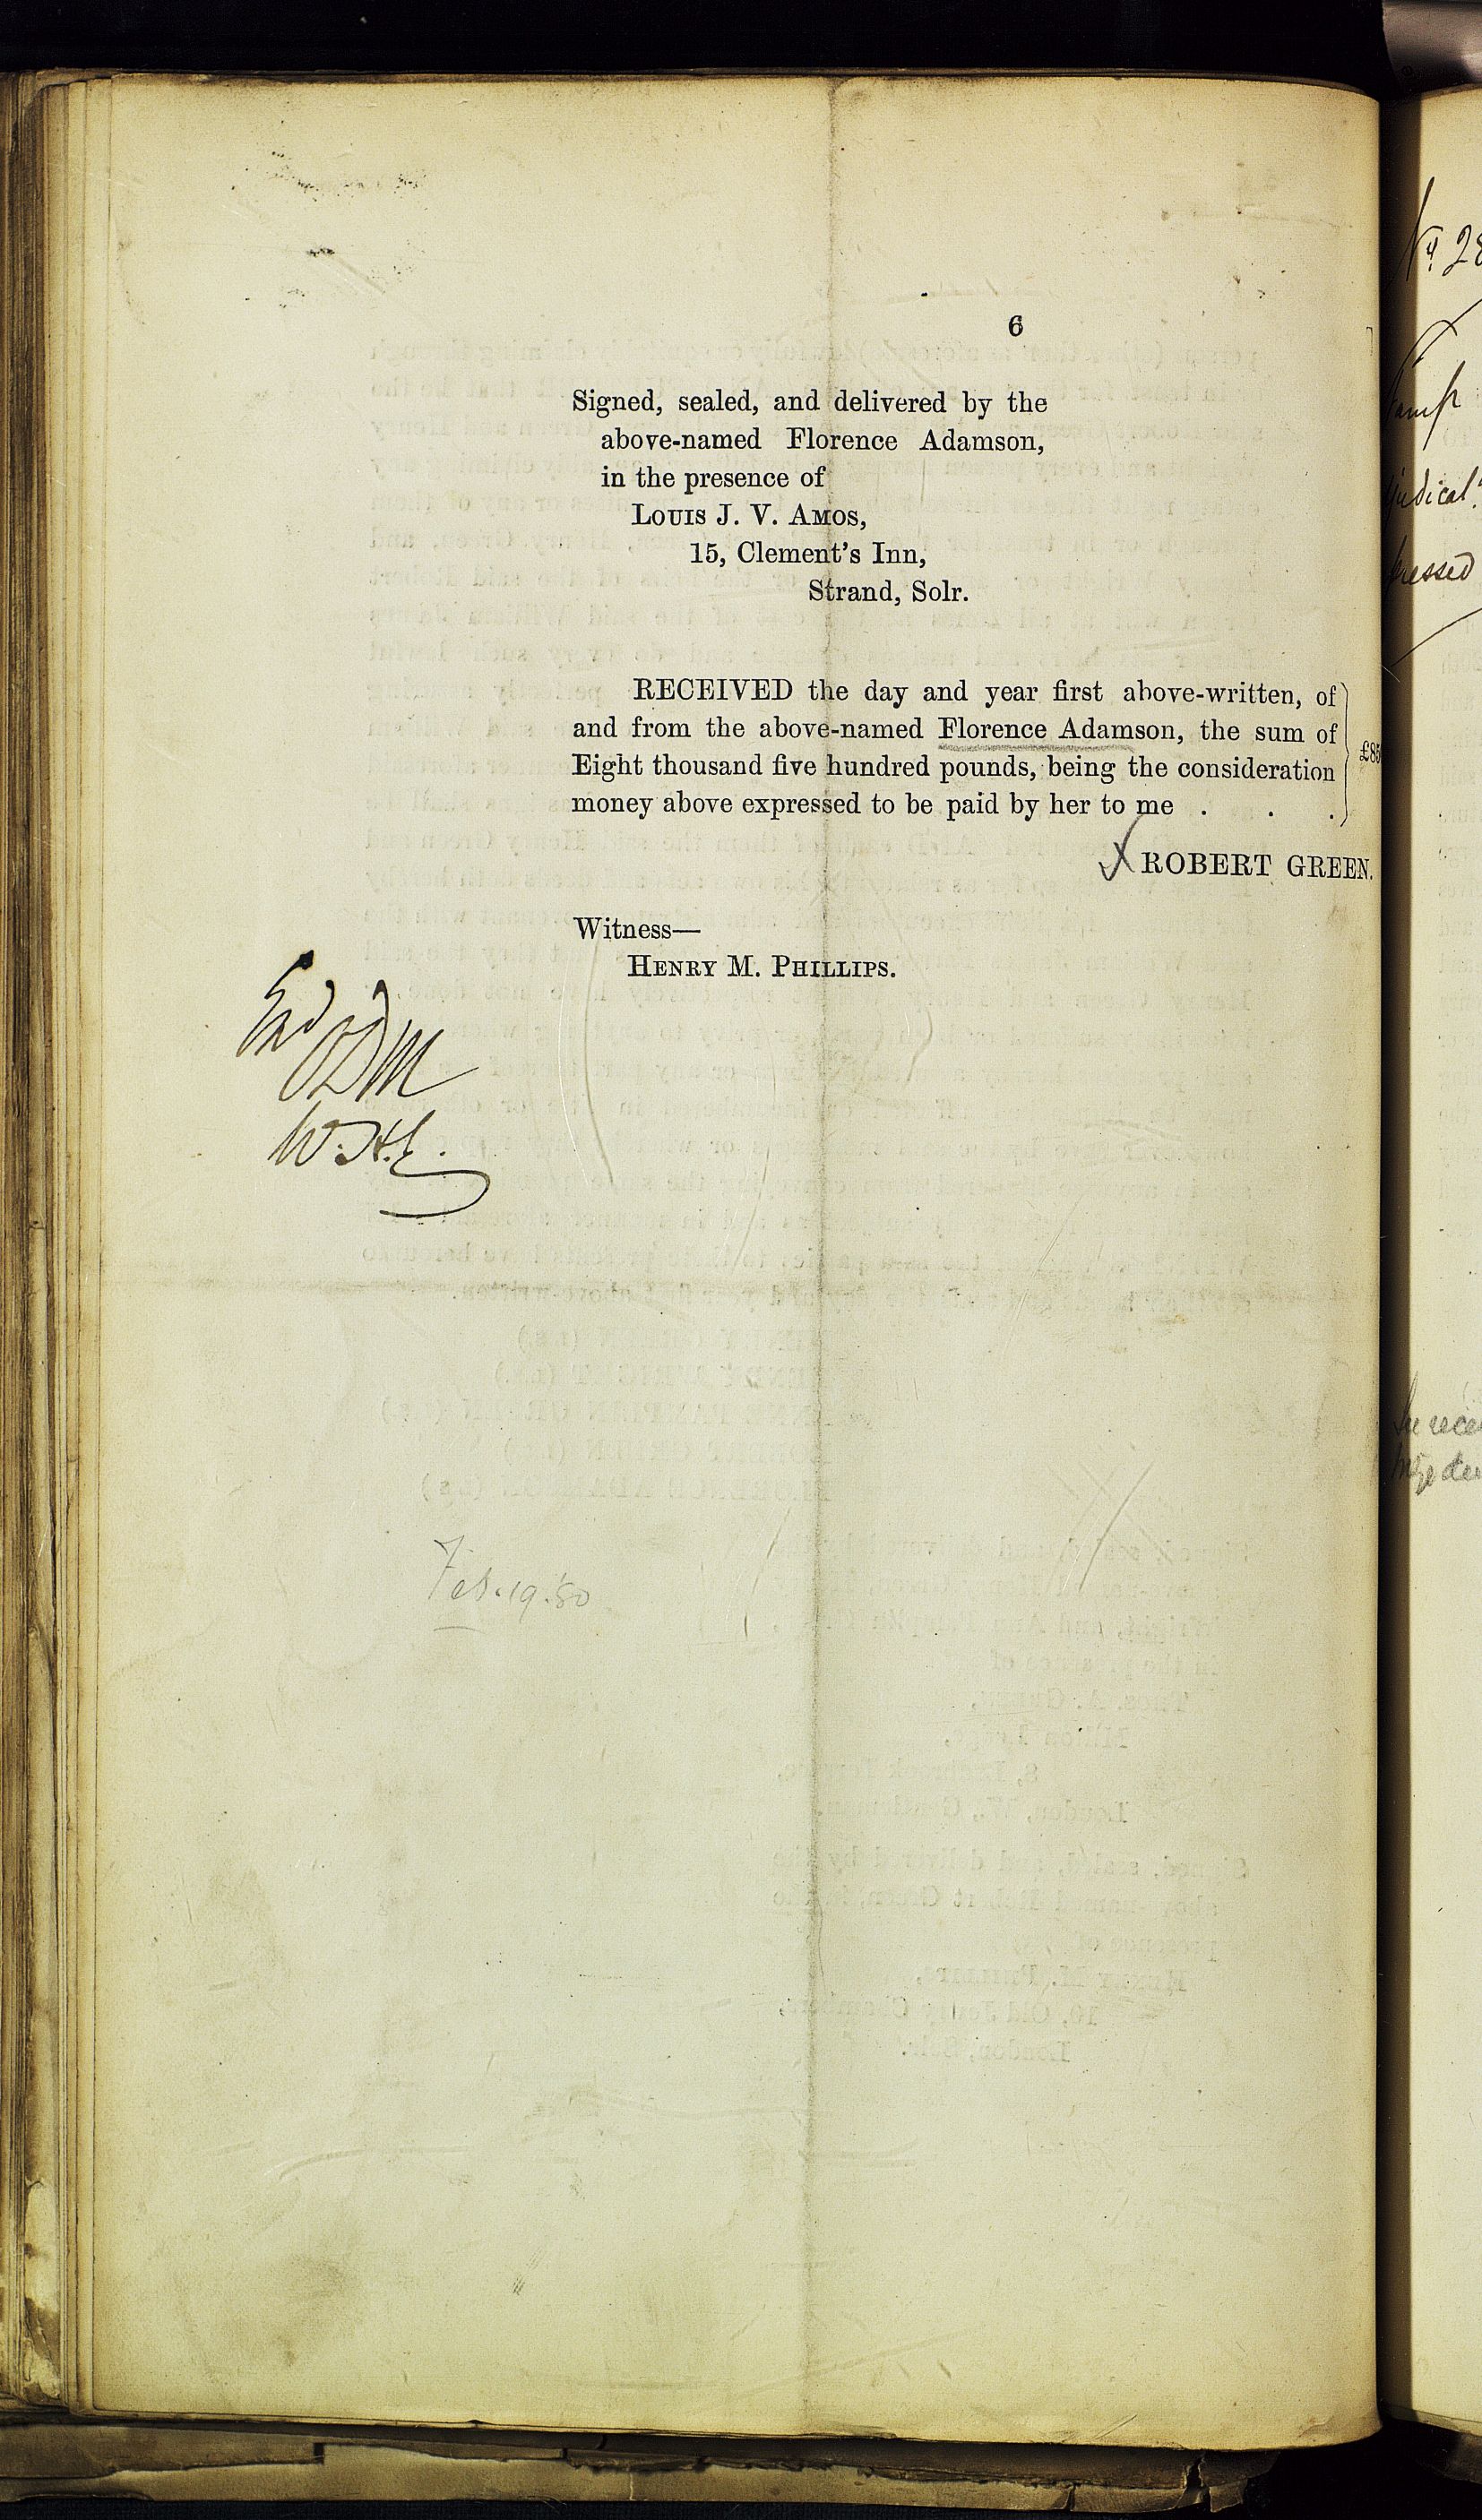 6
Signed, sealed, and delivered by the
above-named Florence Adamson,
in the presence of
Louis J. V. Amos,
15, Clement's Inn,
Strand, Solr.
RECEIVED the day and year first above-written, of
and from the above-named Florence Adamson, the sum of
Eight thousand five hundred pounds, being the consideration
money above expressed to be paid by her to me . . .
£85
ROBERT GREEN.
Witness—
Henry M. Phillips.
Exd
W.H.
Feb. 19. '80